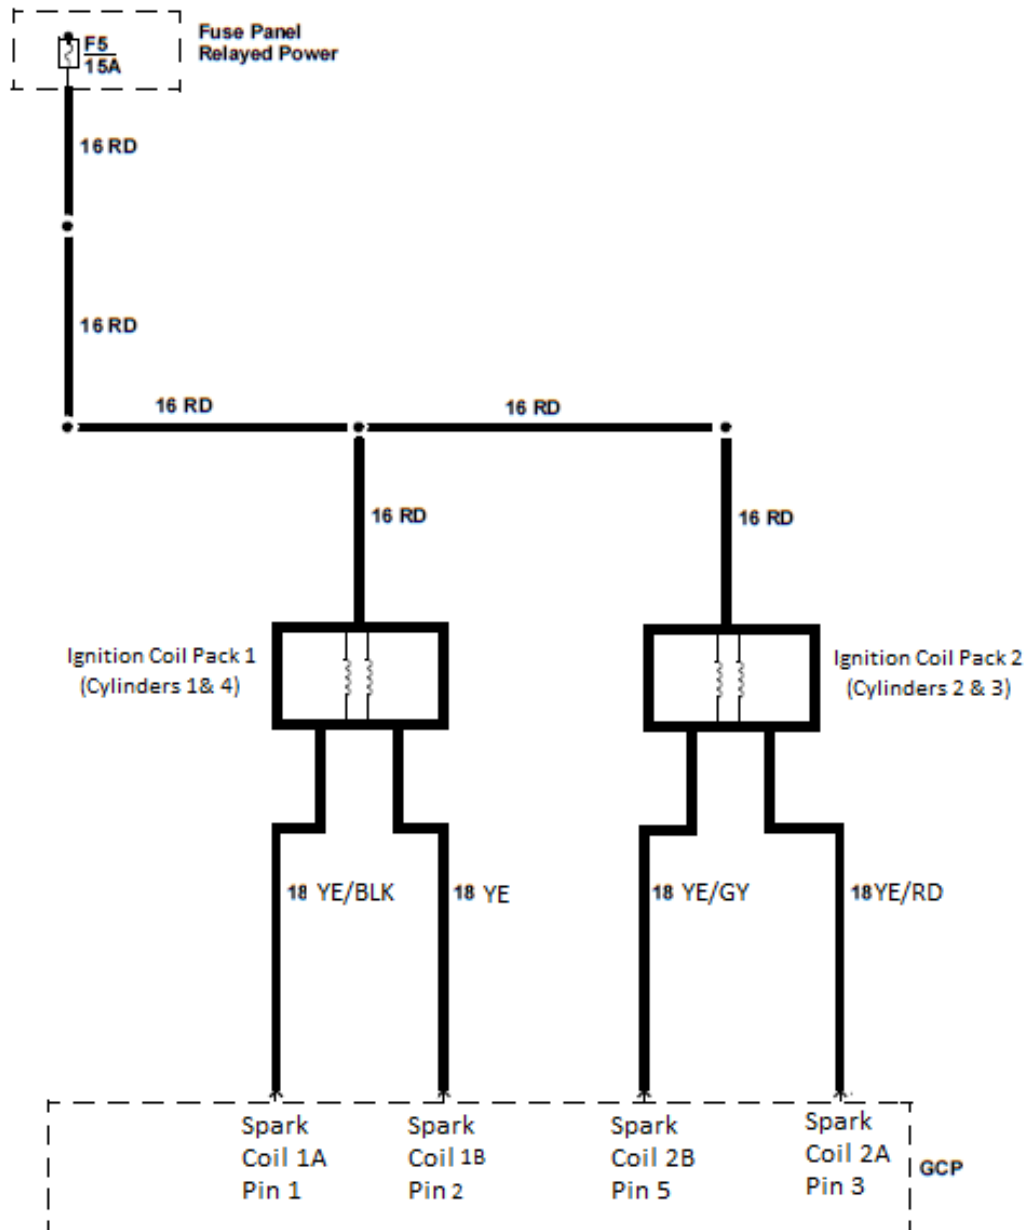 F5
15A
Fuse Panel
Relayed Power
16 RD
16 RD
16 RD
16 RD
16 RD
16 RD
Ignition Coil Pack 1
(Cylinders 1& 4)
Ignition Coil Pack 2
(Cylinders 2 & 3)
18 YE/BLK
18 YE
18 YE/GY
18YE/RD
Spark
Coil 1A
Pin 1
Spark
Coil 1B
Pin 2
Spark
Coil 2B
Pin 5
Spark
Coil 2A
Pin 3
GCP